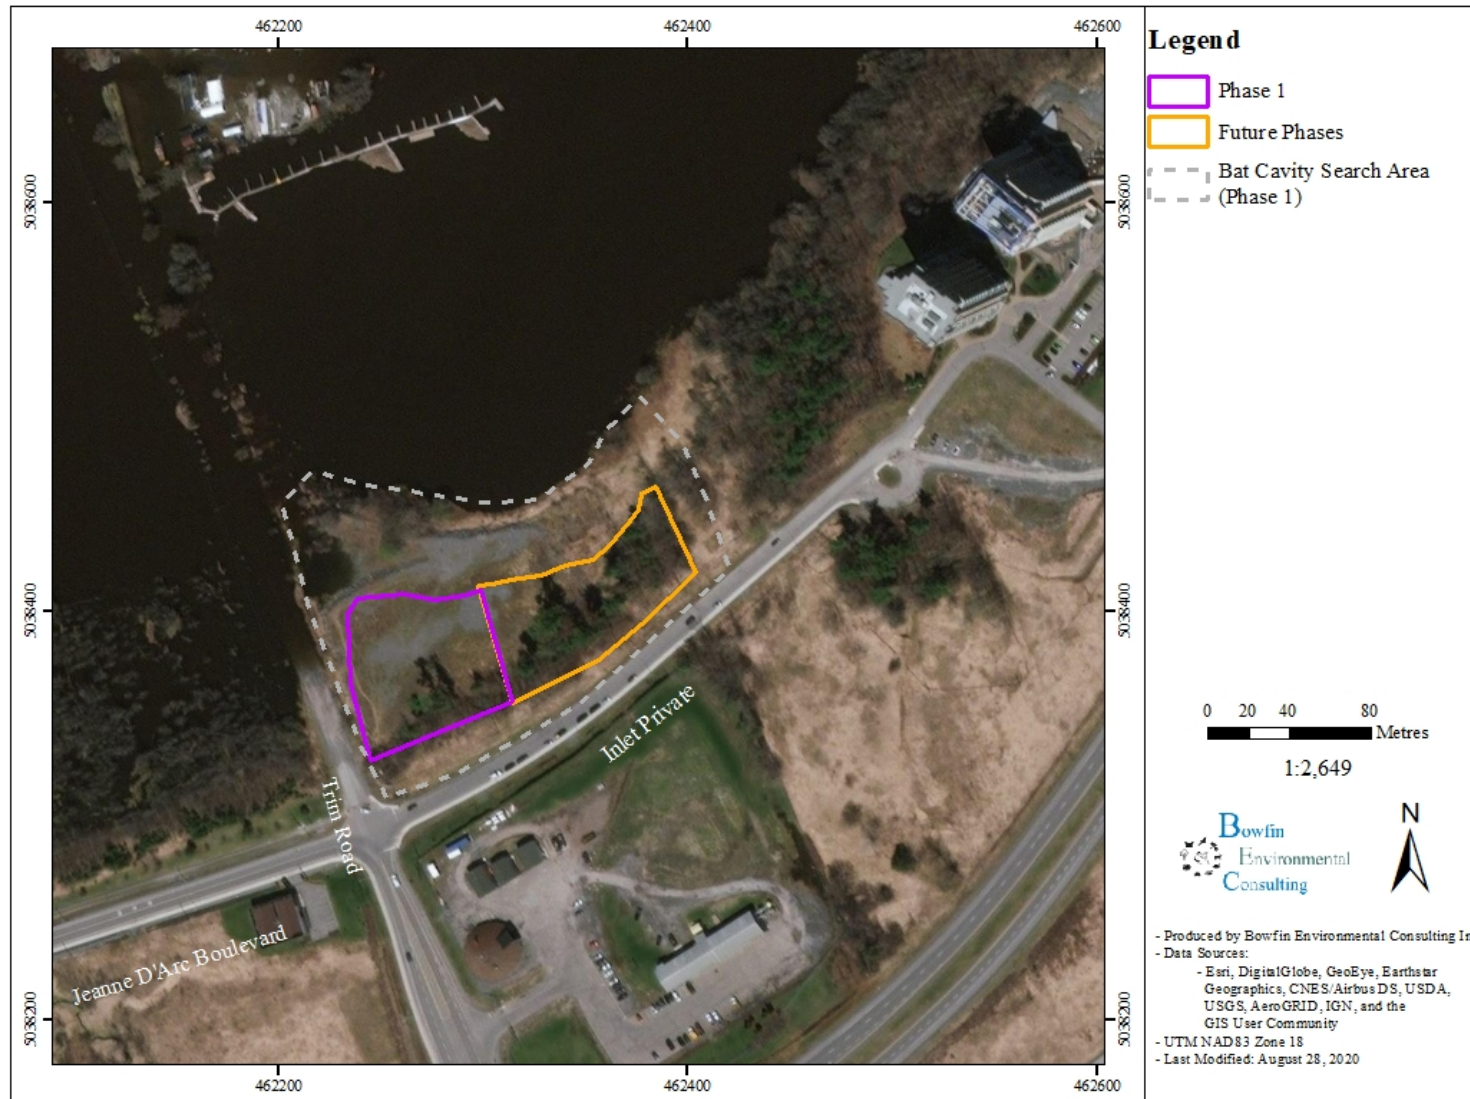 462200
462400
462600
Legend
Phase 1
Future Phases
Bat Cavity Search Area
(Phase 1)
5038600
5038600
5038400
5038400
Inlet Private
Trim Road
Jeanne D'Arc Boulevard
5038200
5038200
0 20 40 80
Metres
1:2,649
N
Bowfin
Environmental
Consulting
- Produced by Bowfin Environmental Consulting In
- Data Sources:
- Esri, DigitalGlobe, GeoEye, Earthstar
Geographics, CNES/Airbus DS, USDA,
USGS, AeroGRID, IGN, and the
GIS User Community
- UTM NAD83 Zone 18
- Last Modified: August 28, 2020
462200
462400
462600